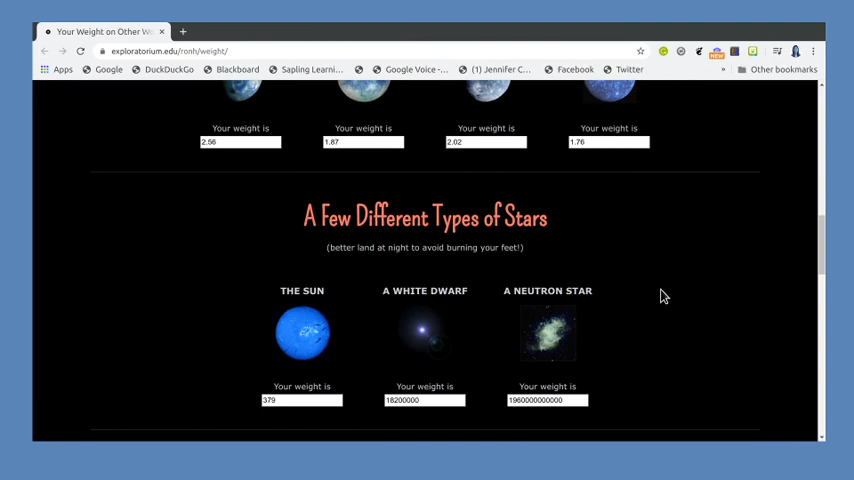 Your Weight on Other Wo
exploratorium.edu/ronh/weight/
NEW
Apps Google DuckDuckGo Blackboard Sapling Learni... Google Voice -... (1) Jennifer C... Facebook Twitter » Other bookmarks
Your weight is Your weight is Your weight is Your weight is
2.56 1.87 2.02 1.76
A Few Different Types of Stars
(better land at night to avoid burning your feet!)
THE SUN A WHITE DWARF A NEUTRON STAR
Your weight is Your weight is Your weight is
379 18200000 1960000000000